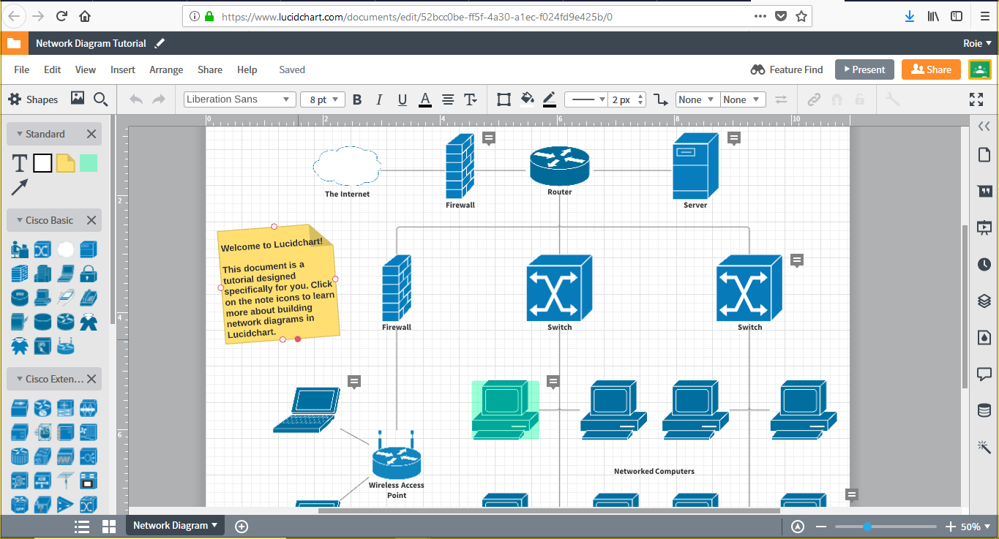 https://www.lucidchart.com/documents/edit/52bcc0be-ff5f-4a30-a1ec-f024fd9e425b/0
Network Diagram Tutorial
Roie
File Edit View Insert Arrange Share Help Saved
Feature Find Present Share
Shapes
Liberation Sans 8 pt B I U A T 2 px None None
0 2 4 6 8 10
Standard
T
Cisco Basic
Cisco Exten...
2
4
6
The Internet
Firewall
Router
Server
Welcome to Lucidchart!
This document is a
tutorial designed
specifically for you. Click
on the note icons to learn
more about building
network diagrams in
Lucidchart.
Firewall
Switch
Switch
Networked Computers
Wireless Access
Point
Network Diagram
50%